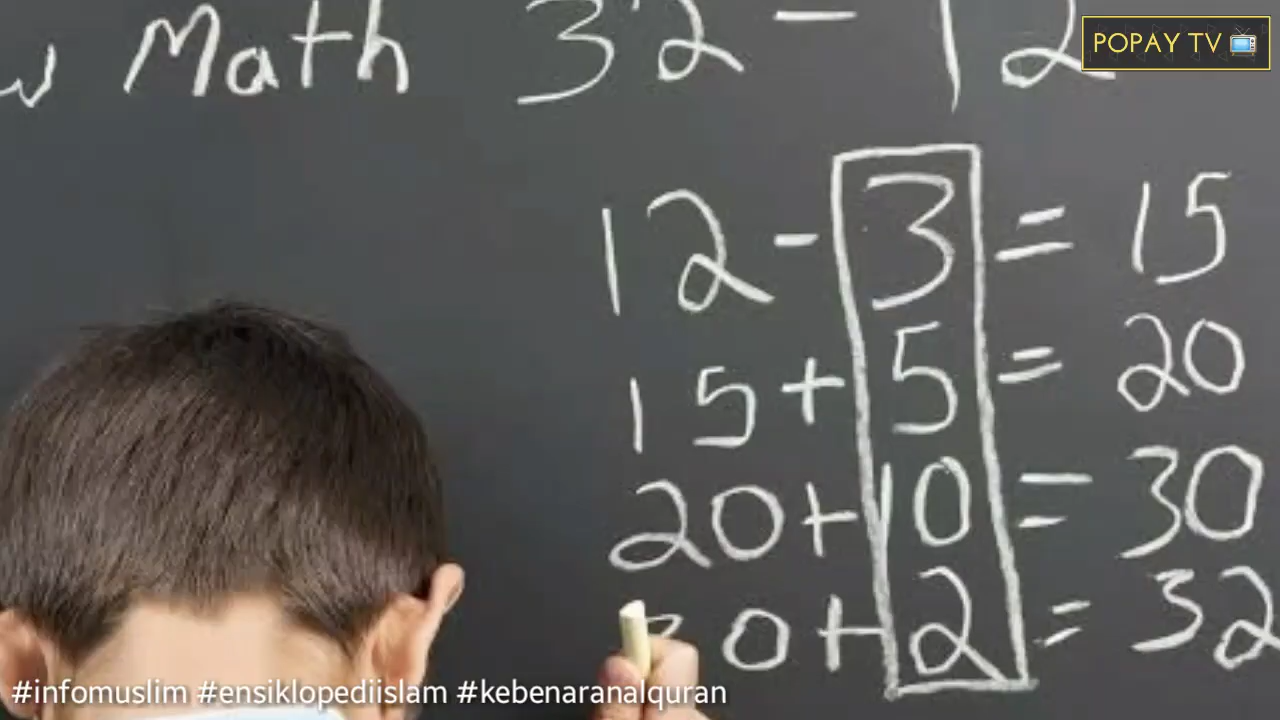 w Math 32 - 12
POPAY TV
12 - 3 = 15
15 + 5 = 20
20 + 10 = 30
30 + 2 = 32
#infomuslim #ensiklopediislam #kebenaranalquran